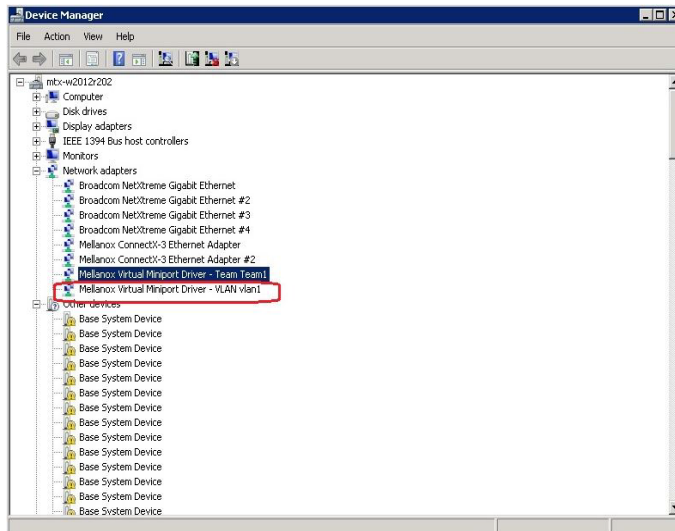 Device Manager
File Action View Help
mtx-w2012r202
Computer
Disk drives
Display adapters
IEEE 1394 Bus host controllers
Monitors
Network adapters
Broadcom NetXtreme Gigabit Ethernet
Broadcom NetXtreme Gigabit Ethernet #2
Broadcom NetXtreme Gigabit Ethernet #3
Broadcom NetXtreme Gigabit Ethernet #4
Mellanox ConnectX-3 Ethernet Adapter
Mellanox ConnectX-3 Ethernet Adapter #2
Mellanox Virtual Miniport Driver - Team Team1
Mellanox Virtual Miniport Driver - VLAN vlan1
Other devices
Base System Device
Base System Device
Base System Device
Base System Device
Base System Device
Base System Device
Base System Device
Base System Device
Base System Device
Base System Device
Base System Device
Base System Device
Base System Device
Base System Device